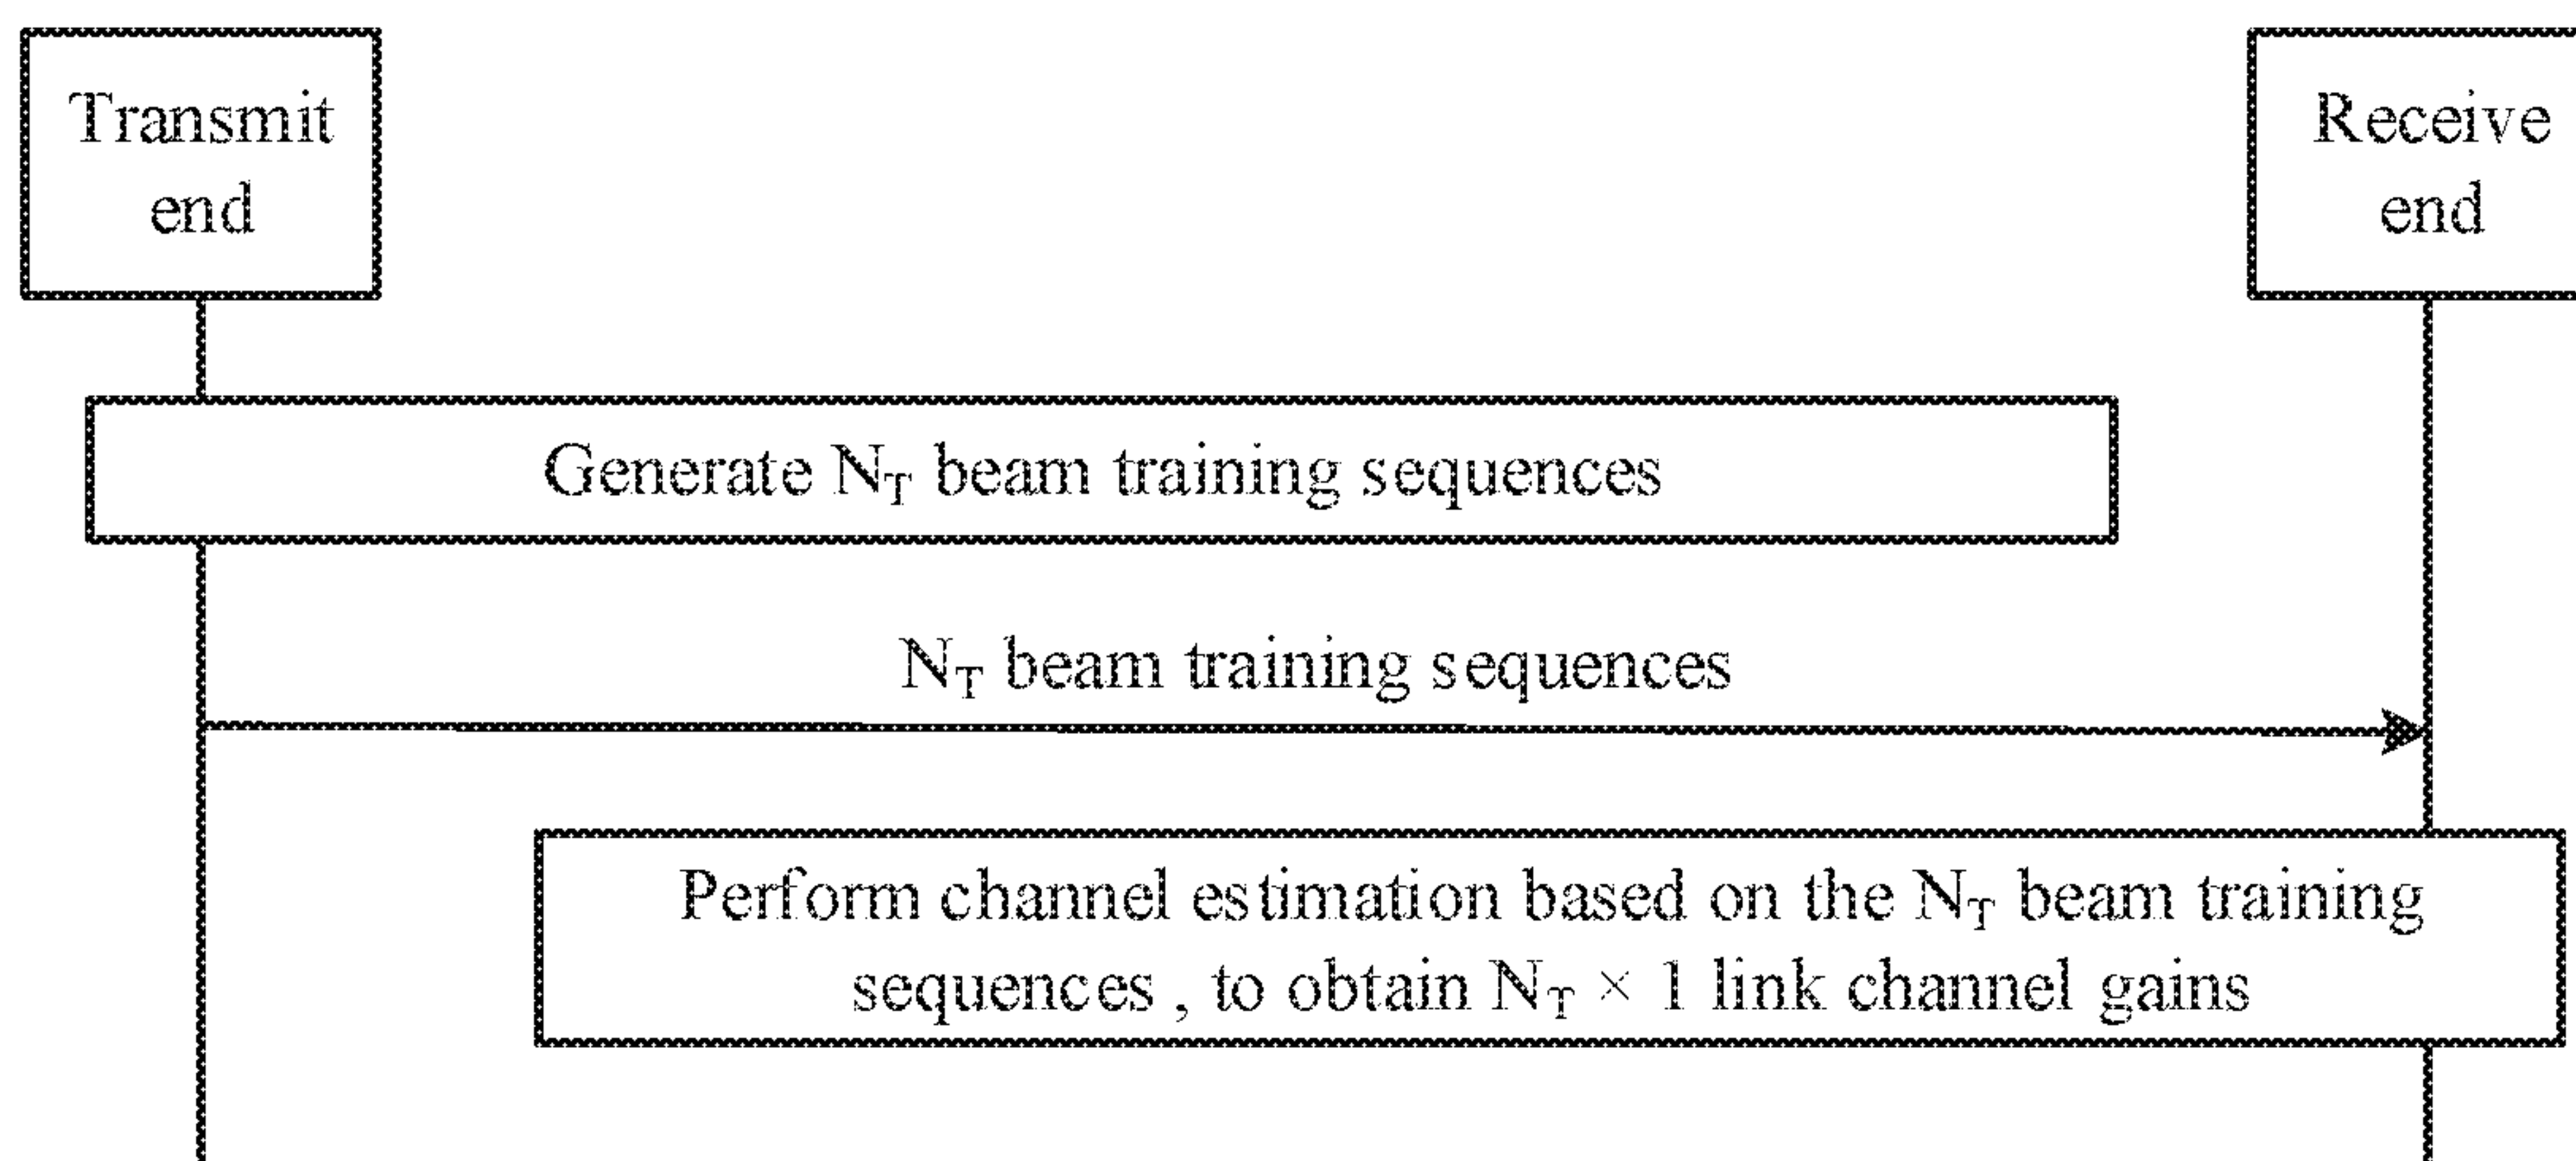 Transmit
end
Receive
end
Generate N_T beam training sequences
N_T beam training sequences
Perform channel estimation based on the N_T beam training
sequences , to obtain N_T × 1 link channel gains